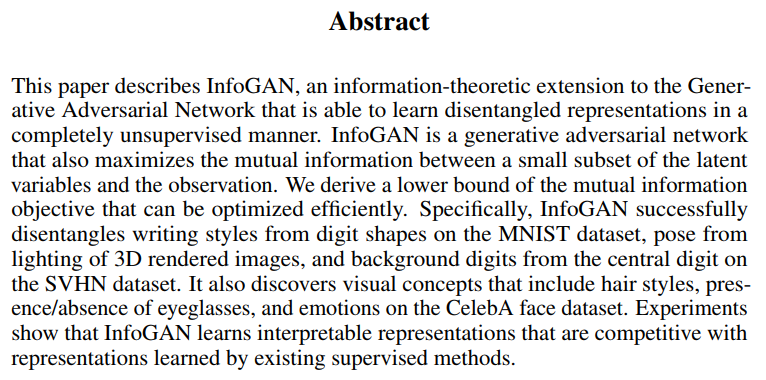 Abstract
This paper describes InfoGAN, an information-theoretic extension to the Gener-
ative Adversarial Network that is able to learn disentangled representations in a
completely unsupervised manner. InfoGAN is a generative adversarial network
that also maximizes the mutual information between a small subset of the latent
variables and the observation. We derive a lower bound of the mutual information
objective that can be optimized efficiently. Specifically, InfoGAN successfully
disentangles writing styles from digit shapes on the MNIST dataset, pose from
lighting of 3D rendered images, and background digits from the central digit on
the SVHN dataset. It also discovers visual concepts that include hair styles, pres-
ence/absence of eyeglasses, and emotions on the CelebA face dataset. Experiments
show that InfoGAN learns interpretable representations that are competitive with
representations learned by existing supervised methods.